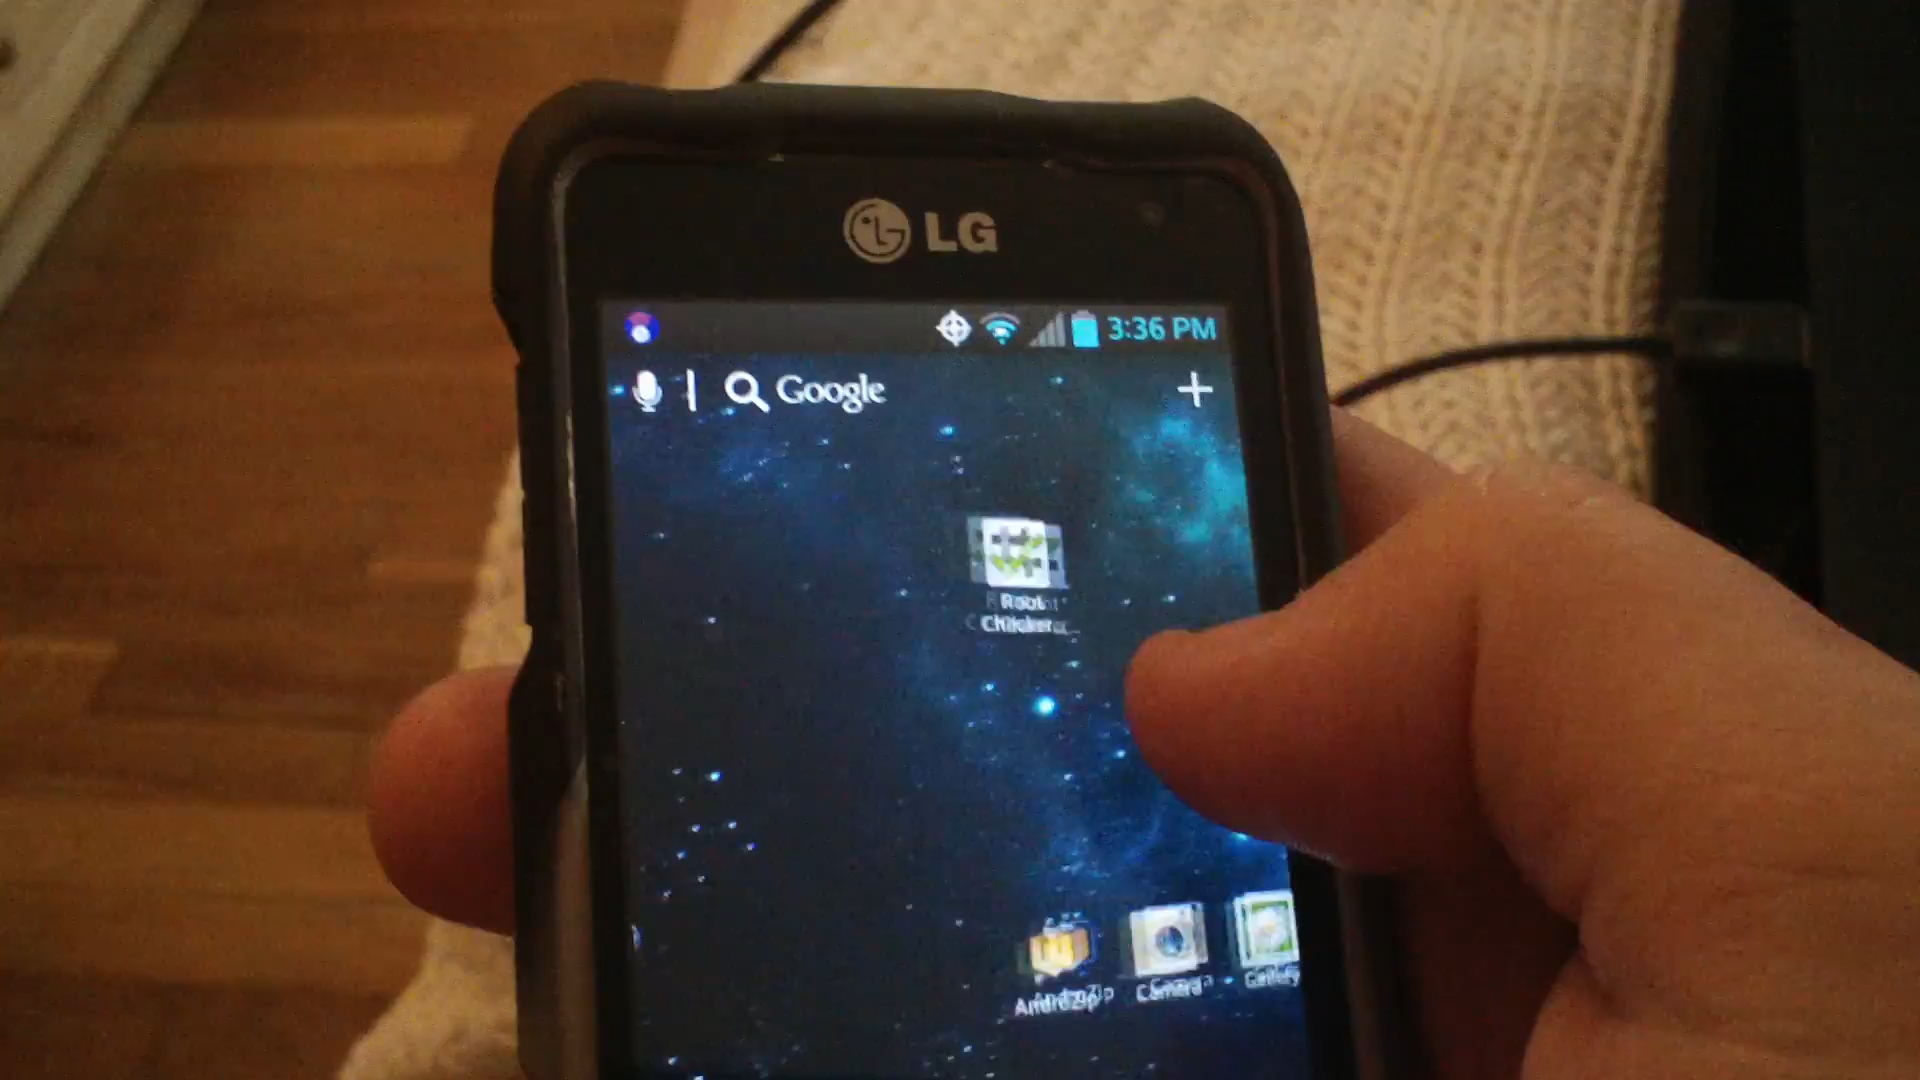 LG
3:36 PM
Google
Root
Checker
AndroZip
Camera
Gallery